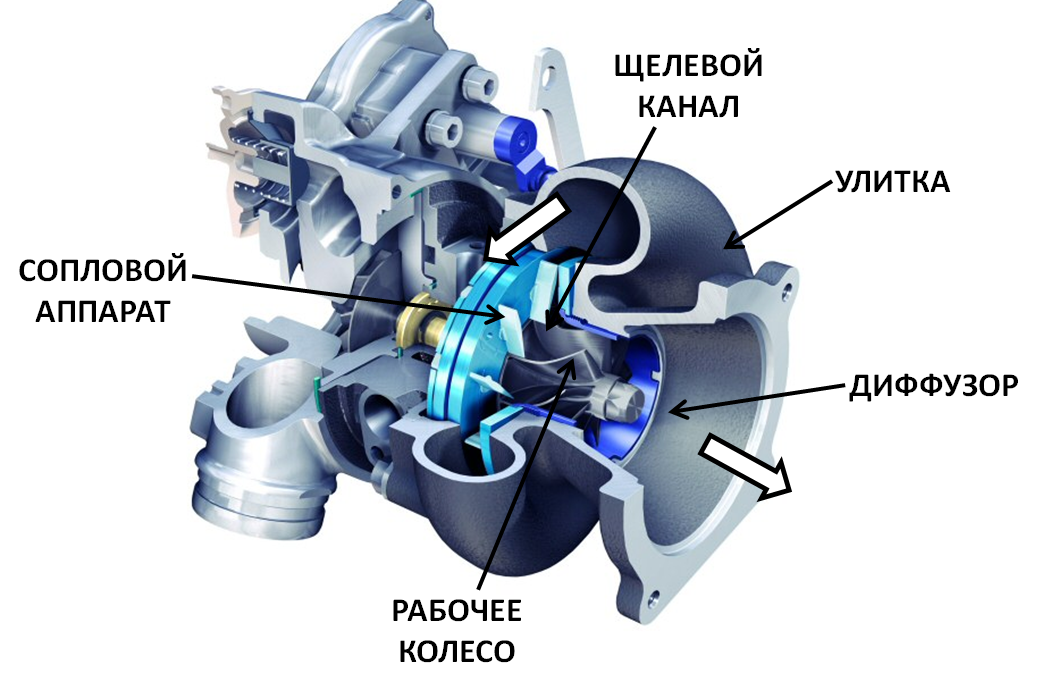 ЩЕЛЕВОЙ
КАНАЛ
УЛИТКА
СОПЛОВОЙ
АППАРАТ
ДИФФУЗОР
РАБОЧЕЕ
КОЛЕСО